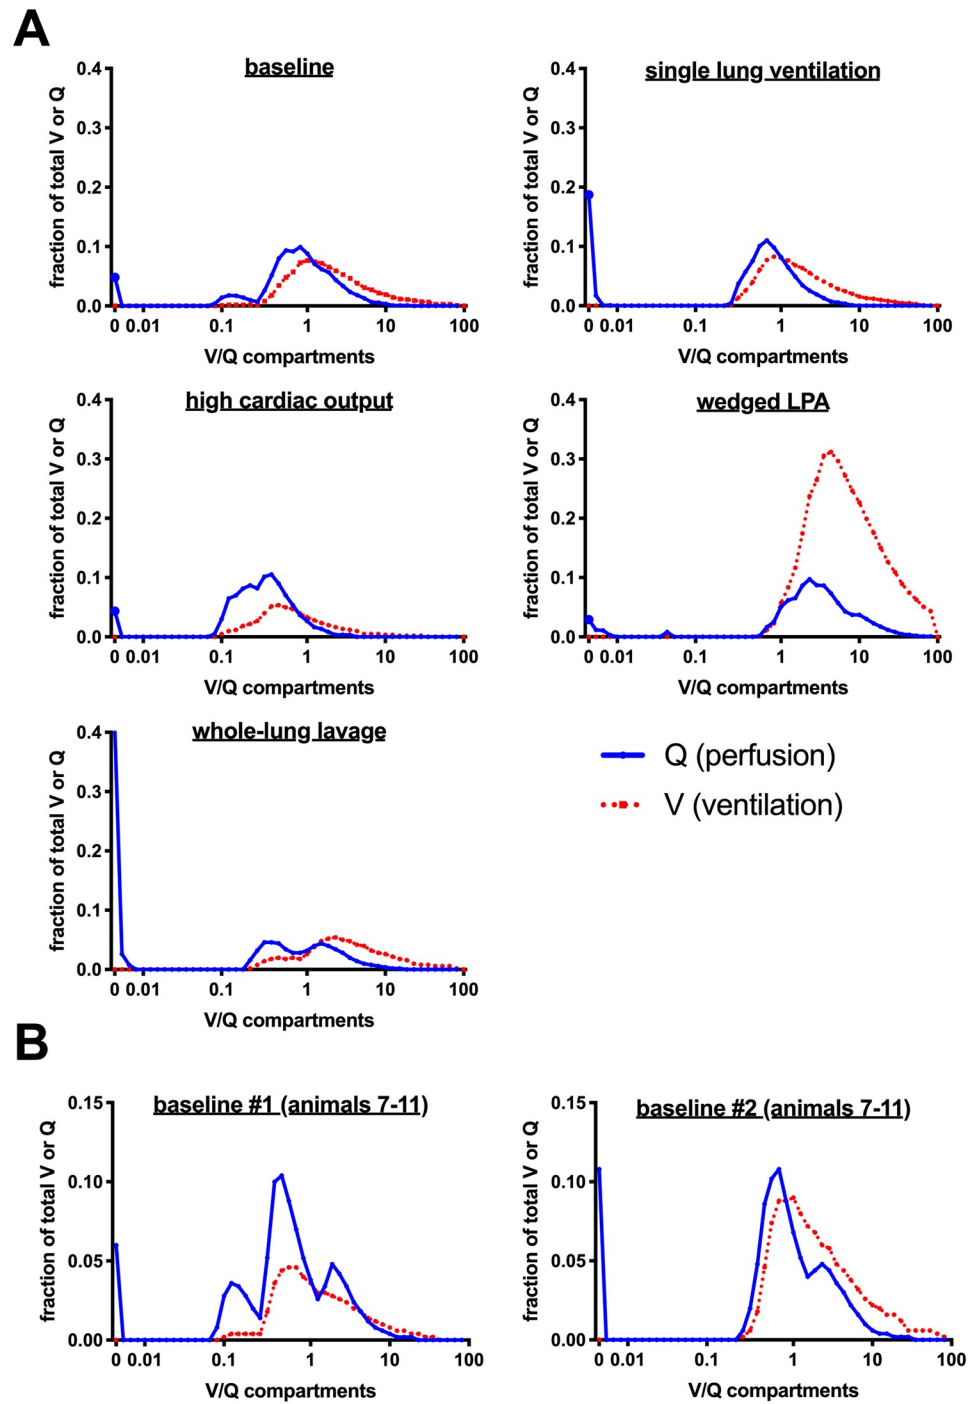 A
baseline
fraction of total V or Q
0.4
0.3
0.2
0.1
0.0
0 0.01 0.1 1 10 100
V/Q compartments
single lung ventilation
fraction of total V or Q
0.4
0.3
0.2
0.1
0.0
0 0.01 0.1 1 10 100
V/Q compartments
high cardiac output
fraction of total V or Q
0.4
0.3
0.2
0.1
0.0
0 0.01 0.1 1 10 100
V/Q compartments
wedged LPA
fraction of total V or Q
0.4
0.3
0.2
0.1
0.0
0 0.01 0.1 1 10 100
V/Q compartments
whole-lung lavage
fraction of total V or Q
0.4
0.3
0.2
0.1
0.0
0 0.01 0.1 1 10 100
V/Q compartments
Q (perfusion)
V (ventilation)
B
baseline #1 (animals 7-11)
fraction of total V or Q
0.15
0.10
0.05
0.00
0 0.01 0.1 1 10 100
V/Q compartments
baseline #2 (animals 7-11)
fraction of total V or Q
0.15
0.10
0.05
0.00
0 0.01 0.1 1 10 100
V/Q compartments